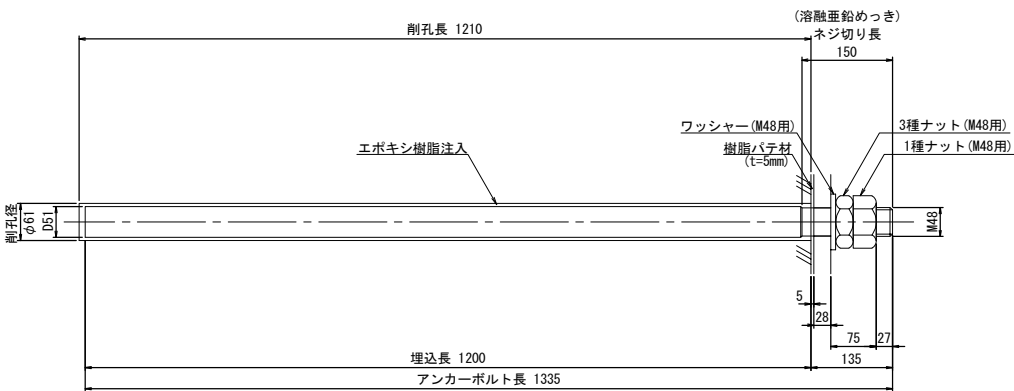 (溶融亜鉛めっき)
削孔長 1210
ネジ切り長
150
ワッシャー(M48用)
3種ナット(M48用)
エポキシ樹脂注入
樹脂パテ材
(t=5mm)
1種ナット(M48用)
削孔径
φ61
D51
M48
5
28
75
27
埋込長 1200
135
アンカーボルト長 1335